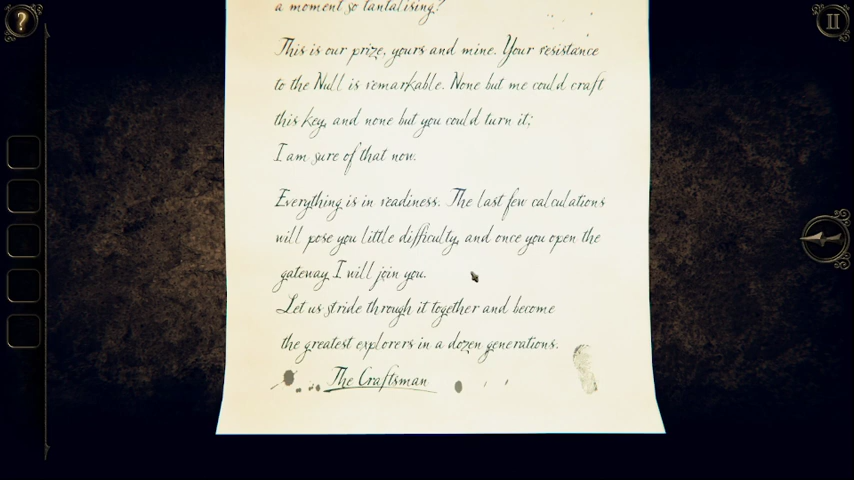 a moment so tantalising?
This is our prize, yours and mine. Your resistance
to the Null is remarkable. None but me could craft
this key, and none but you could turn it;
I am sure of that now.
Everything is in readiness. The last few calculations
will pose you little difficulty, and once you open the
gateway, I will join you.
Let us stride through it together and become
the greatest explorers in a dozen generations.
The Craftsman
?